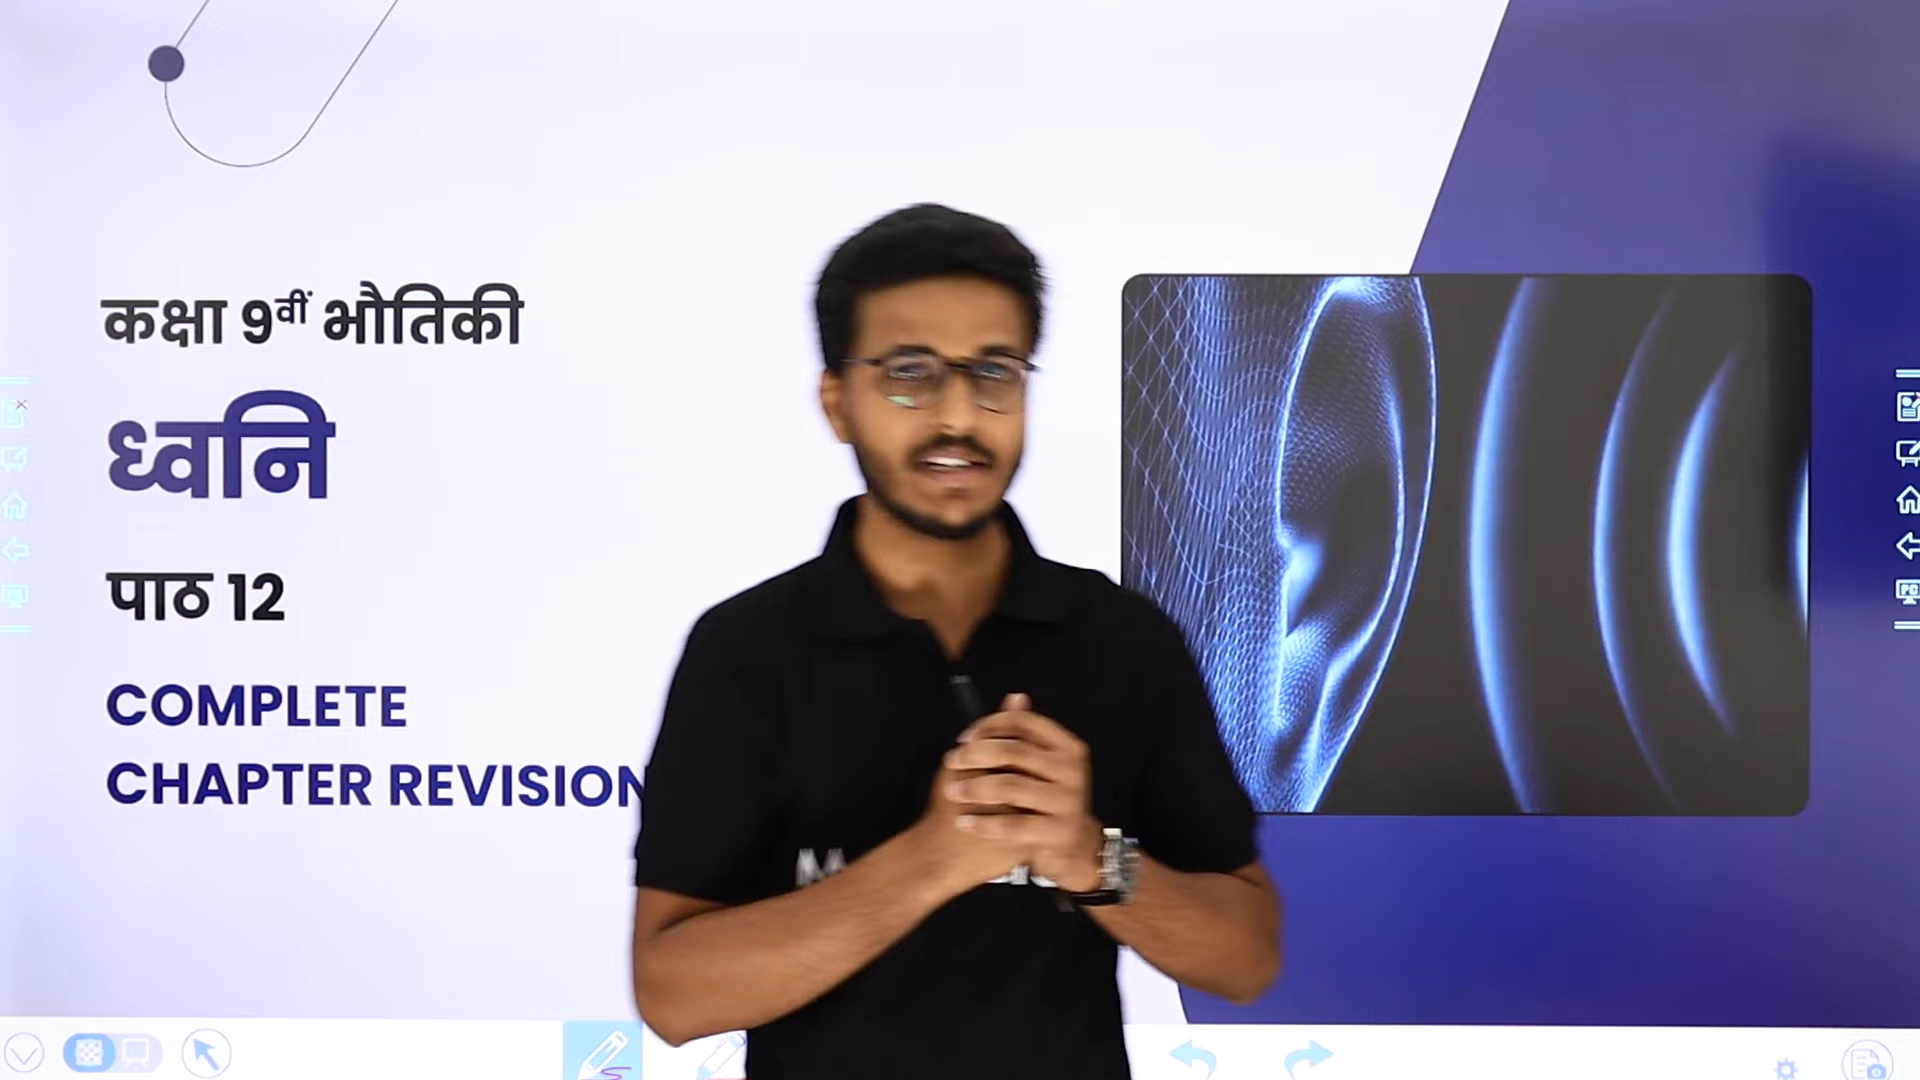 कक्षा 9वीं भौतिकी
ध्वनि
पाठ 12
COMPLETE
CHAPTER REVISION